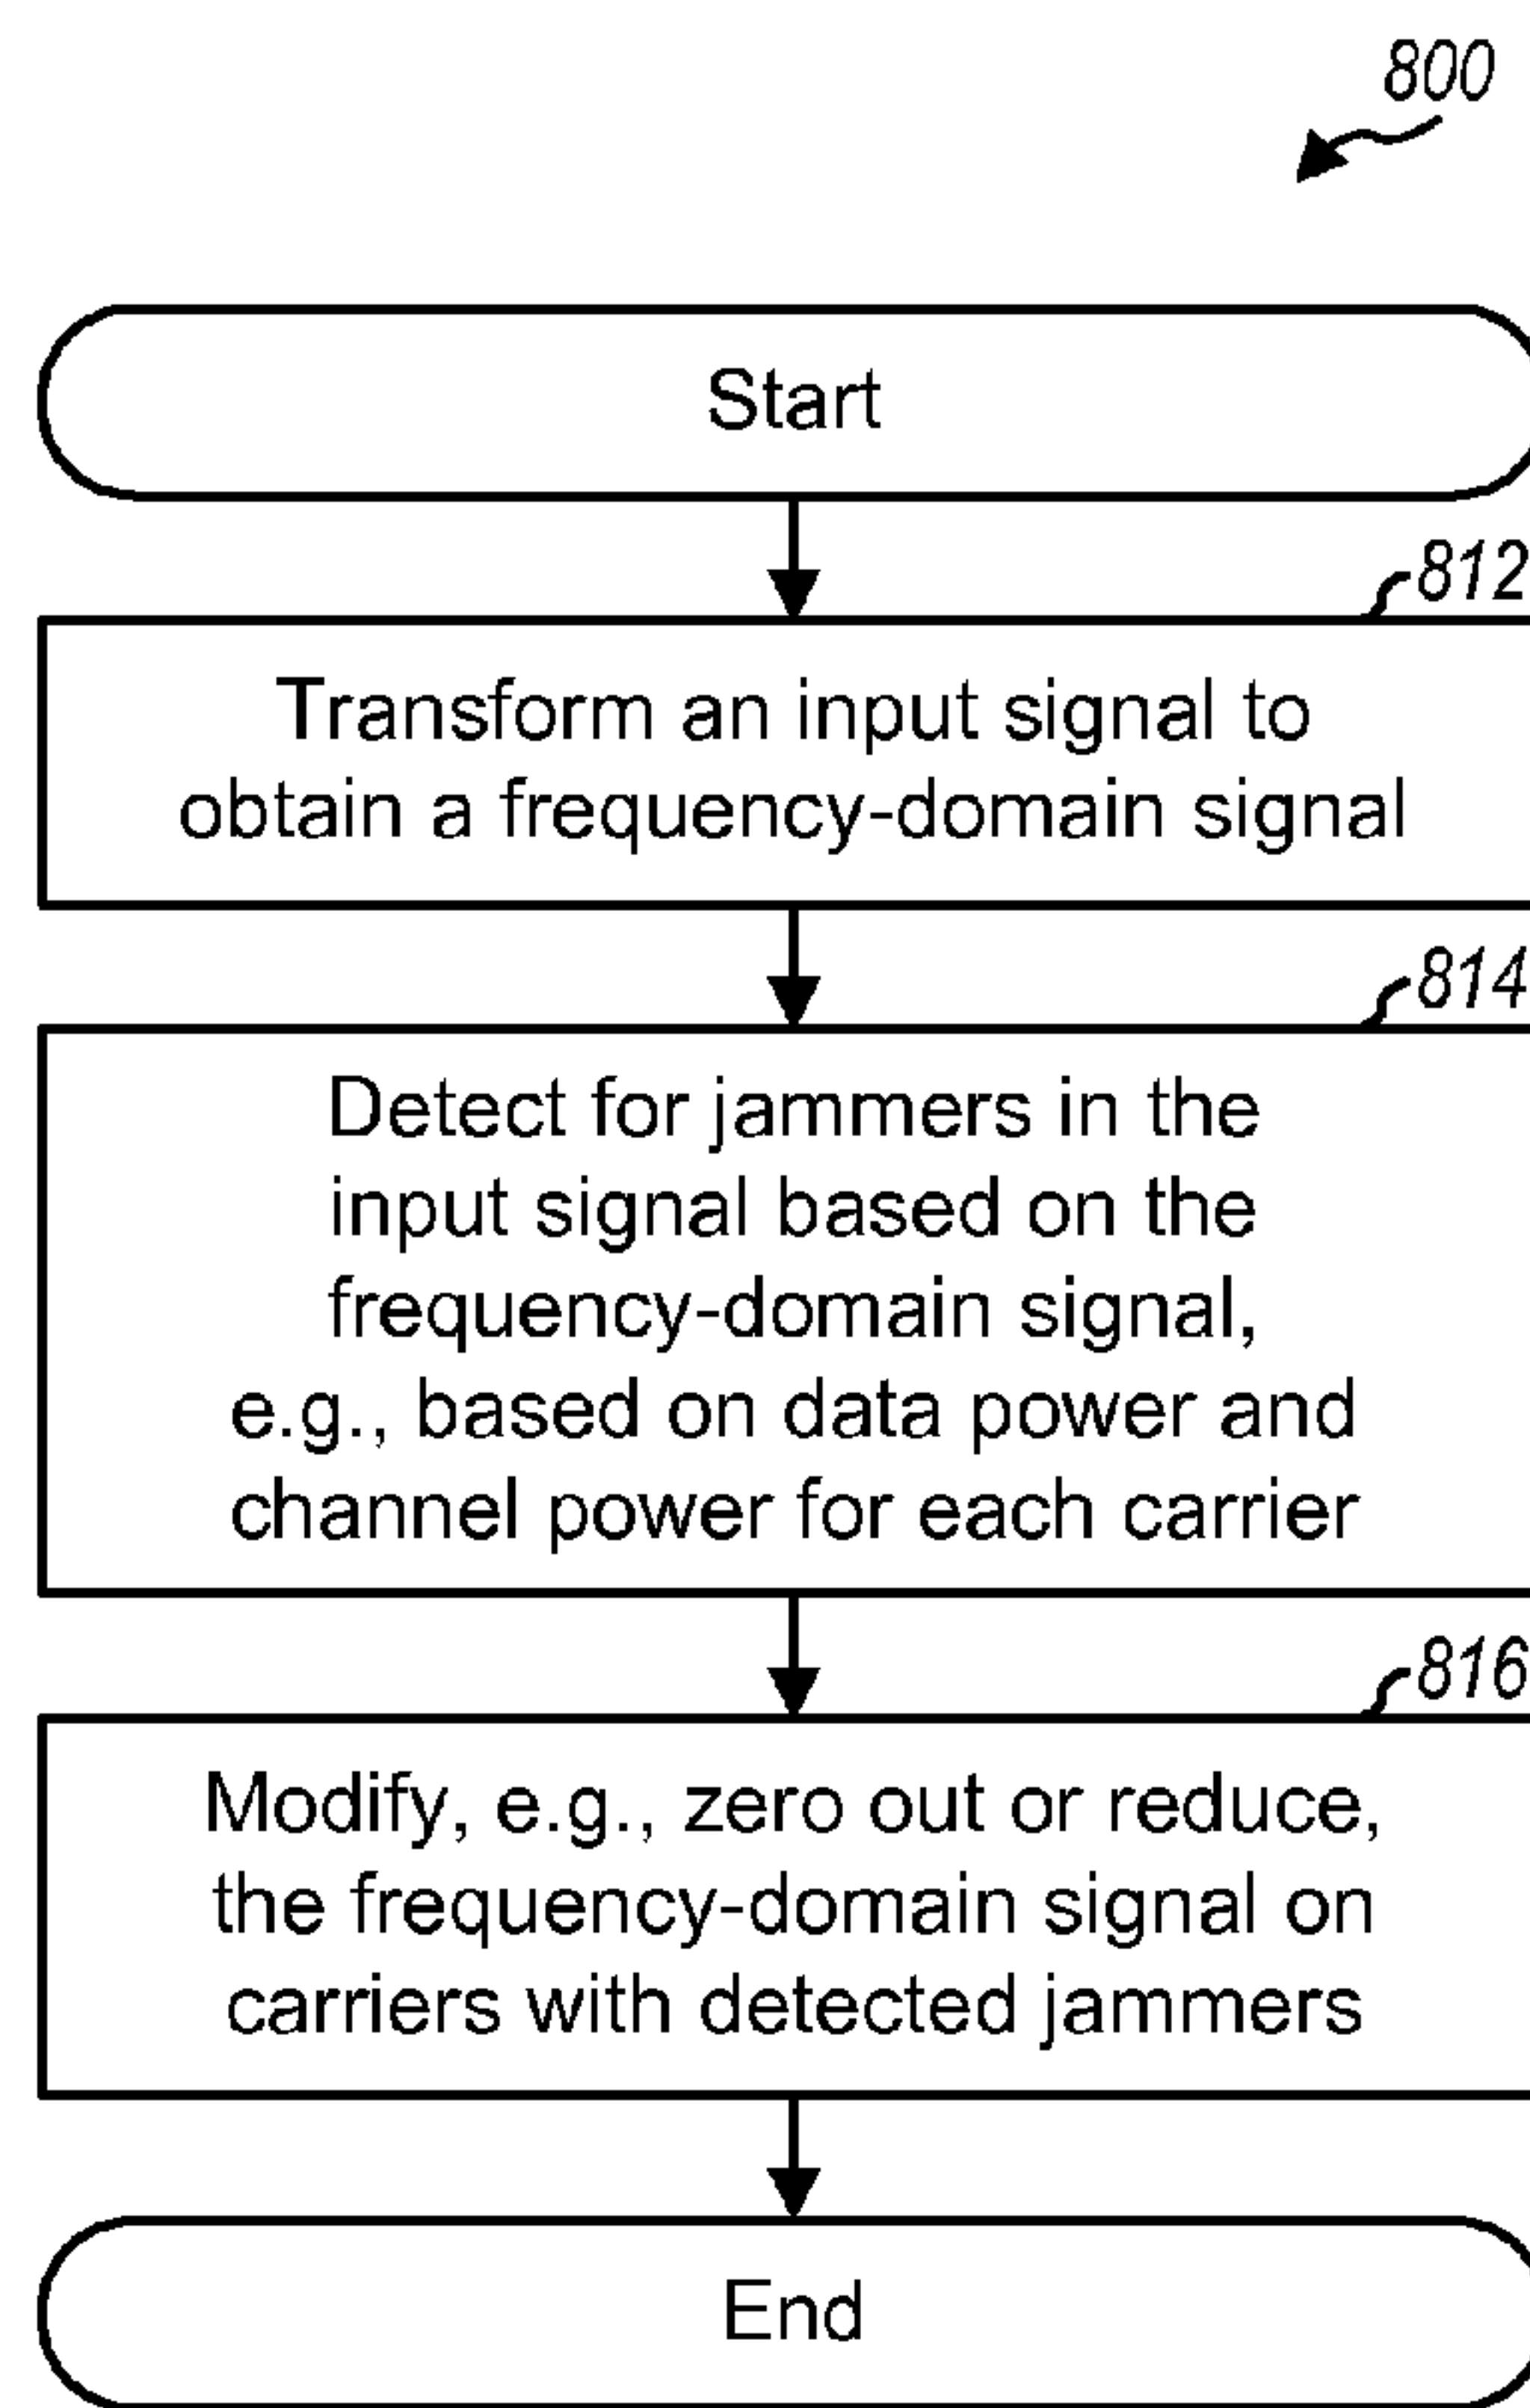 800
Start
812
Transform an input signal to
obtain a frequency-domain signal
814
Detect for jammers in the
input signal based on the
frequency-domain signal,
e.g., based on data power and
channel power for each carrier
816
Modify, e.g., zero out or reduce,
the frequency-domain signal on
carriers with detected jammers
End